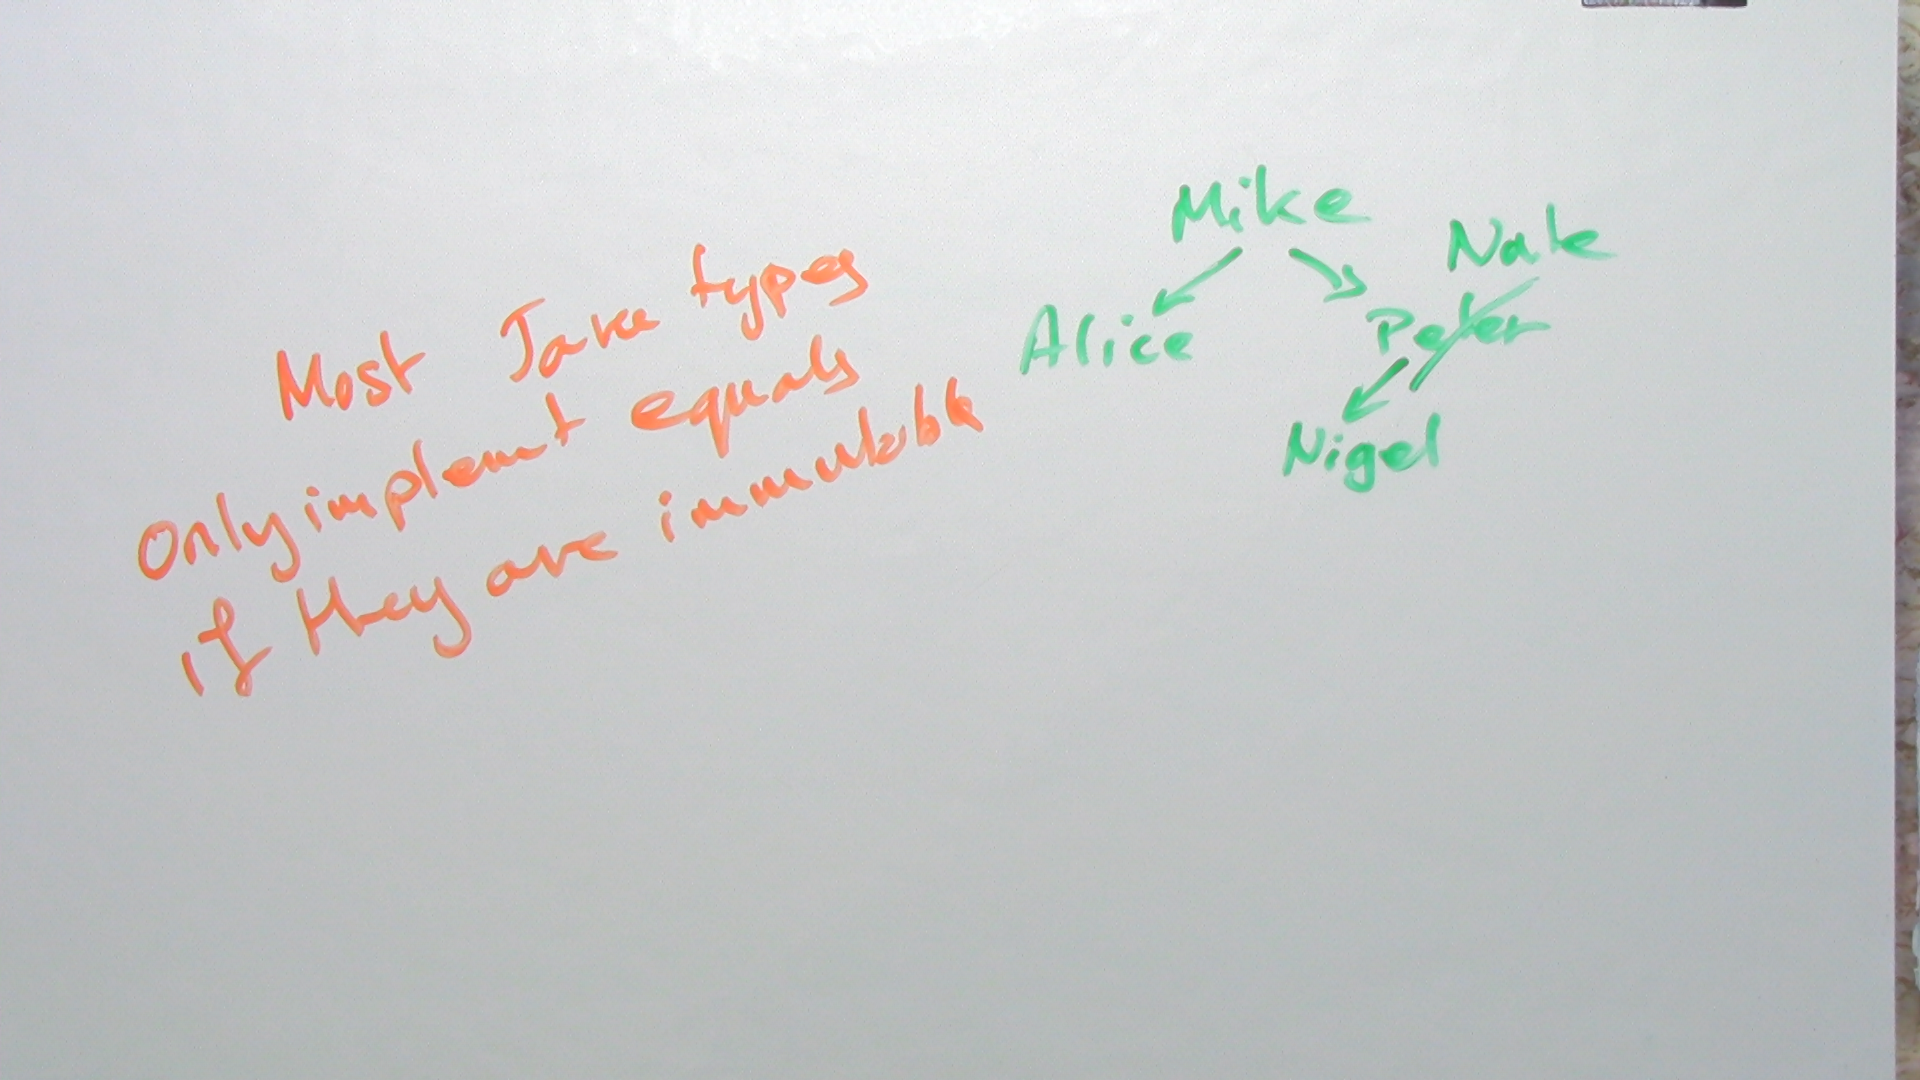 Most Java types
only implement equals
if they are immutable
Mike
Nate
Alice
Peter
Nigel